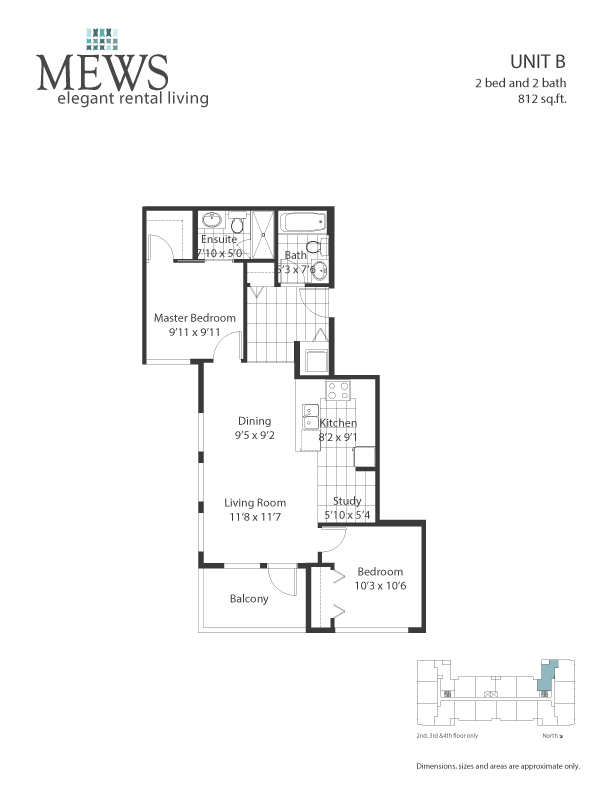 MEWS
elegant rental living
UNIT B
2 bed and 2 bath
812 sq.ft.
Ensuite
7'10 x 5'0
Bath
5'3 x 7'6
Master Bedroom
9'11 x 9'11
Dining
9'5 x 9'2
Kitchen
8'2 x 9'1
Living Room
11'8 x 11'7
Study
5'10 x 5'4
Bedroom
10'3 x 10'6
Balcony
2nd, 3rd &4th floor only
North
Dimensions, sizes and areas are approximate only.